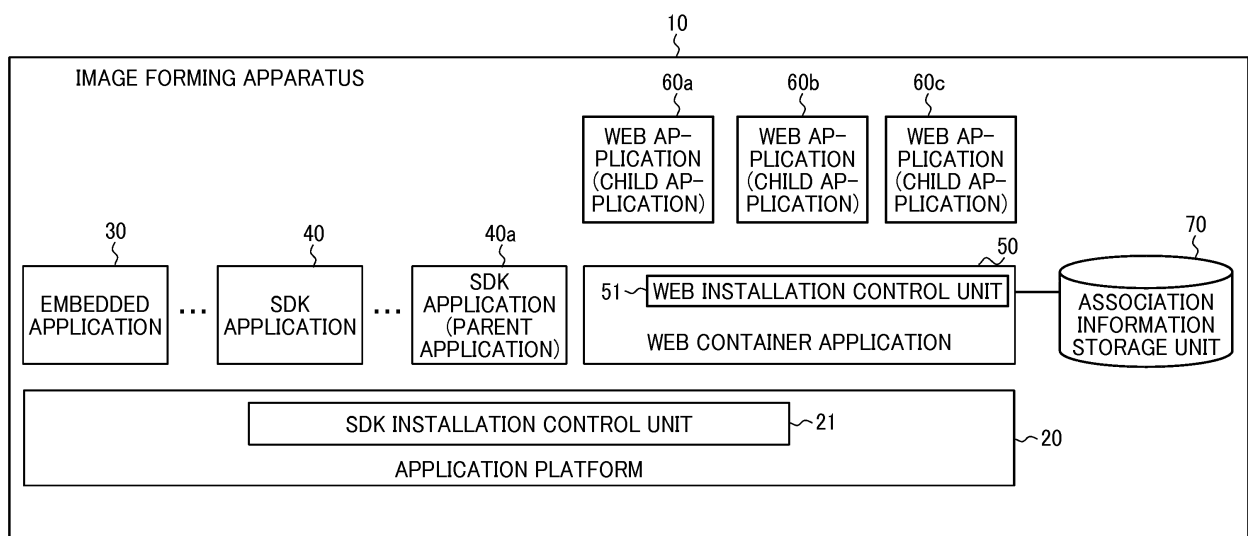 10
IMAGE FORMING APPARATUS
60a
60b
60c
WEB AP-
PLICATION
(CHILD AP-
PLICATION)
WEB AP-
PLICATION
(CHILD AP-
PLICATION)
WEB AP-
PLICATION
(CHILD AP-
PLICATION)
30
40
40a
50
70
EMBEDDED
APPLICATION
...
SDK
APPLICATION
...
SDK
APPLICATION
(PARENT
APPLICATION)
51
WEB INSTALLATION CONTROL UNIT
WEB CONTAINER APPLICATION
ASSOCIATION
INFORMATION
STORAGE UNIT
SDK INSTALLATION CONTROL UNIT
21
APPLICATION PLATFORM
20